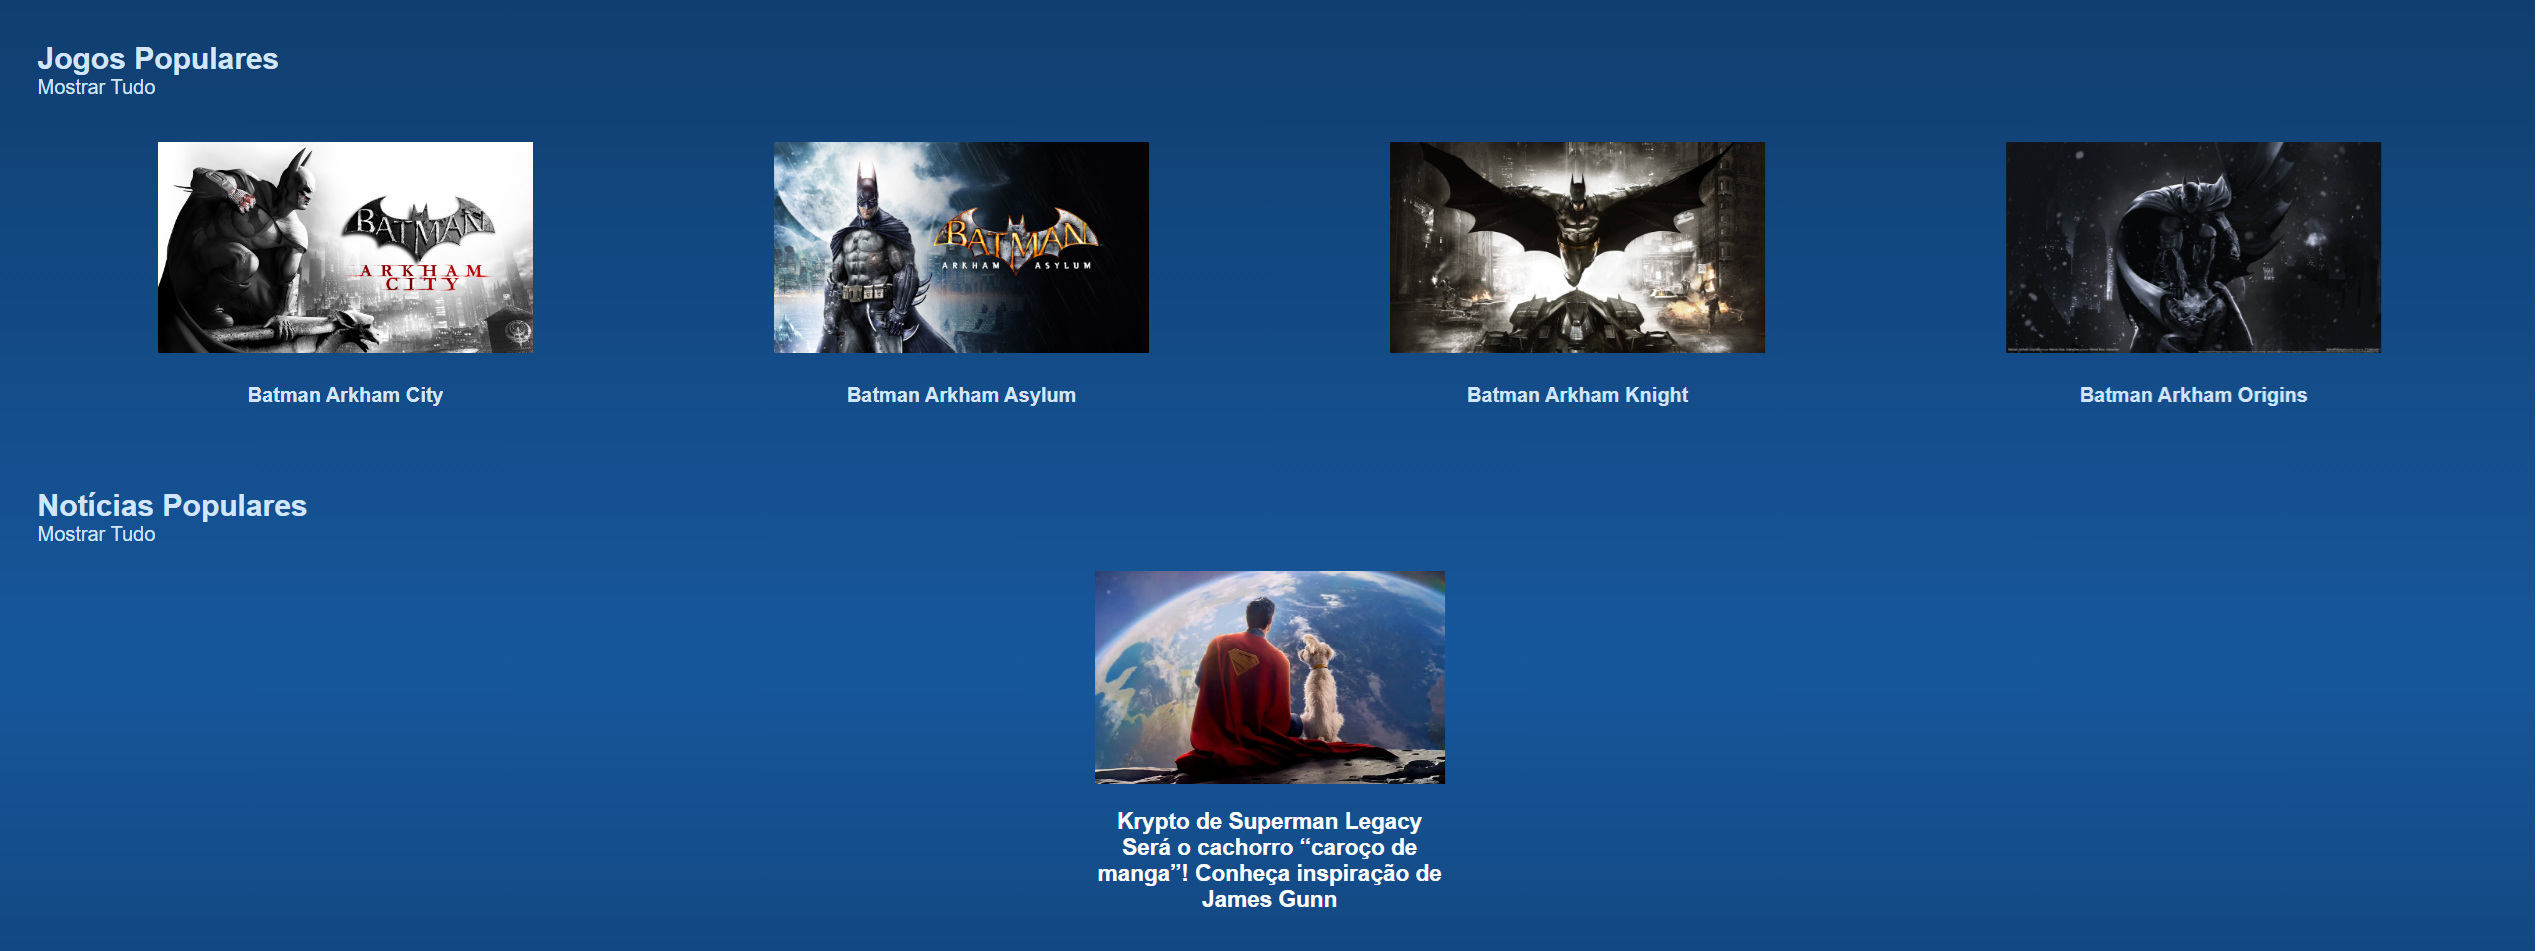 Jogos Populares
Mostrar Tudo
BATMAN
ARKHAM
CITY
BATMAN
ARKHAM ASYLUM
Batman Arkham City
Batman Arkham Asylum
Batman Arkham Knight
Batman Arkham Origins
Notícias Populares
Mostrar Tudo
Krypto de Superman Legacy
Será o cachorro “caroço de
manga”! Conheça inspiração de
James Gunn